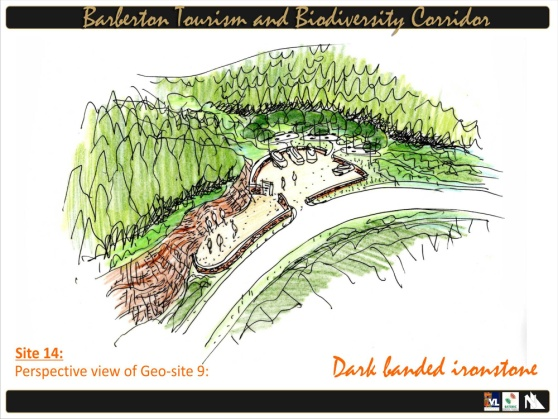 Barberton Tourism and Biodiversity Corridor
Site 14:
Perspective view of Geo-site 9:
Dark banded ironstone